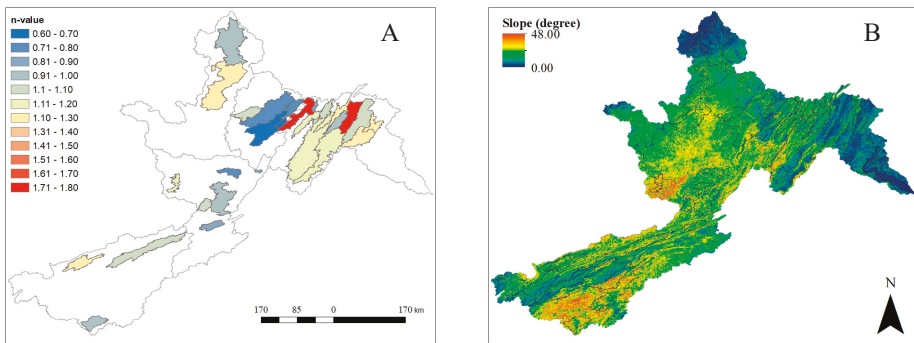 n-value
0.60 - 0.70
0.71 - 0.80
0.81 - 0.90
0.91 - 1.00
1.1 - 1.10
1.11 - 1.20
1.10 - 1.30
1.31 - 1.40
1.41 - 1.50
1.51 - 1.60
1.61 - 1.70
1.71 - 1.80
A
170 85 0 170 km
B
Slope (degree)
48.00
0.00
N